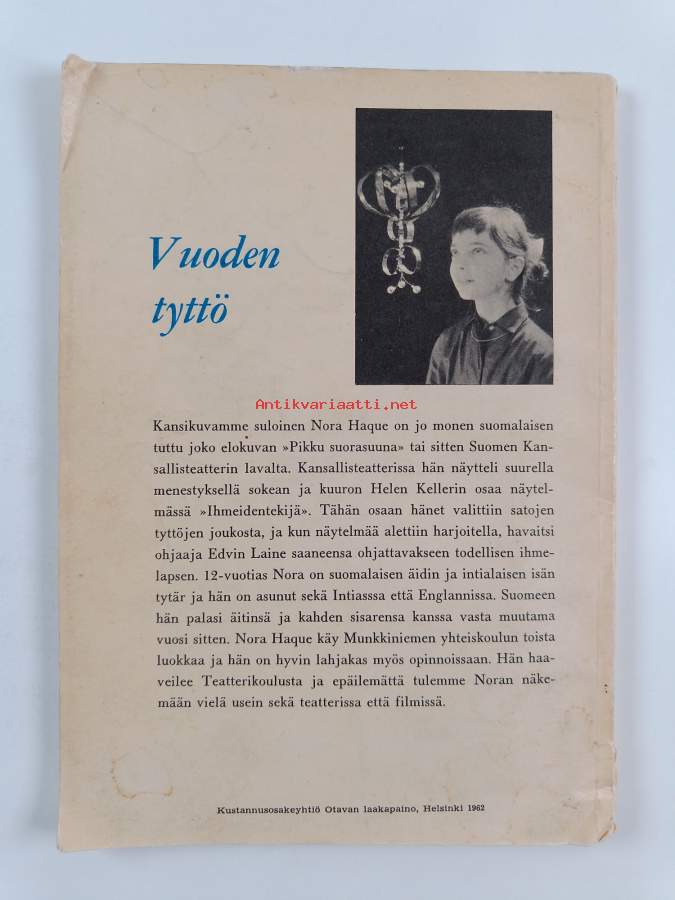 Vuoden
tyttö
Antikvariaatti.net
Kansikuvamme suloinen Nora Haque on jo monen suomalaisen
tuttu joko elokuvan »Pikku suorasuuna» tai sitten Suomen Kan-
sallisteatterin lavalta. Kansallisteatterissa hän näytteli suurella
menestyksellä sokean ja kuuron Helen Kellerin osaa näytel-
mässä »Ihmeidentekijä». Tähän osaan hänet valittiin satojen
tyttöjen joukosta, ja kun näytelmää alettiin harjoitella, havaitsi
ohjaaja Edvin Laine saaneensa ohjattavakseen todellisen ihme-
lapsen. 12-vuotias Nora on suomalaisen äidin ja intialaisen isän
tytär ja hän on asunut sekä Intiasssa että Englannissa. Suomeen
hän palasi äitinsä ja kahden sisarensa kanssa vasta muutama
vuosi sitten. Nora Haque käy Munkkiniemen yhteiskoulun toista
luokkaa ja hän on hyvin lahjakas myös opinnoissaan. Hän haa-
veilee Teatterikoulusta ja epäilemättä tulemme Noran näke-
mään vielä usein sekä teatterissa että filmissä.
Kustannusosakeyhtiö Otavan laakapaino, Helsinki 1962